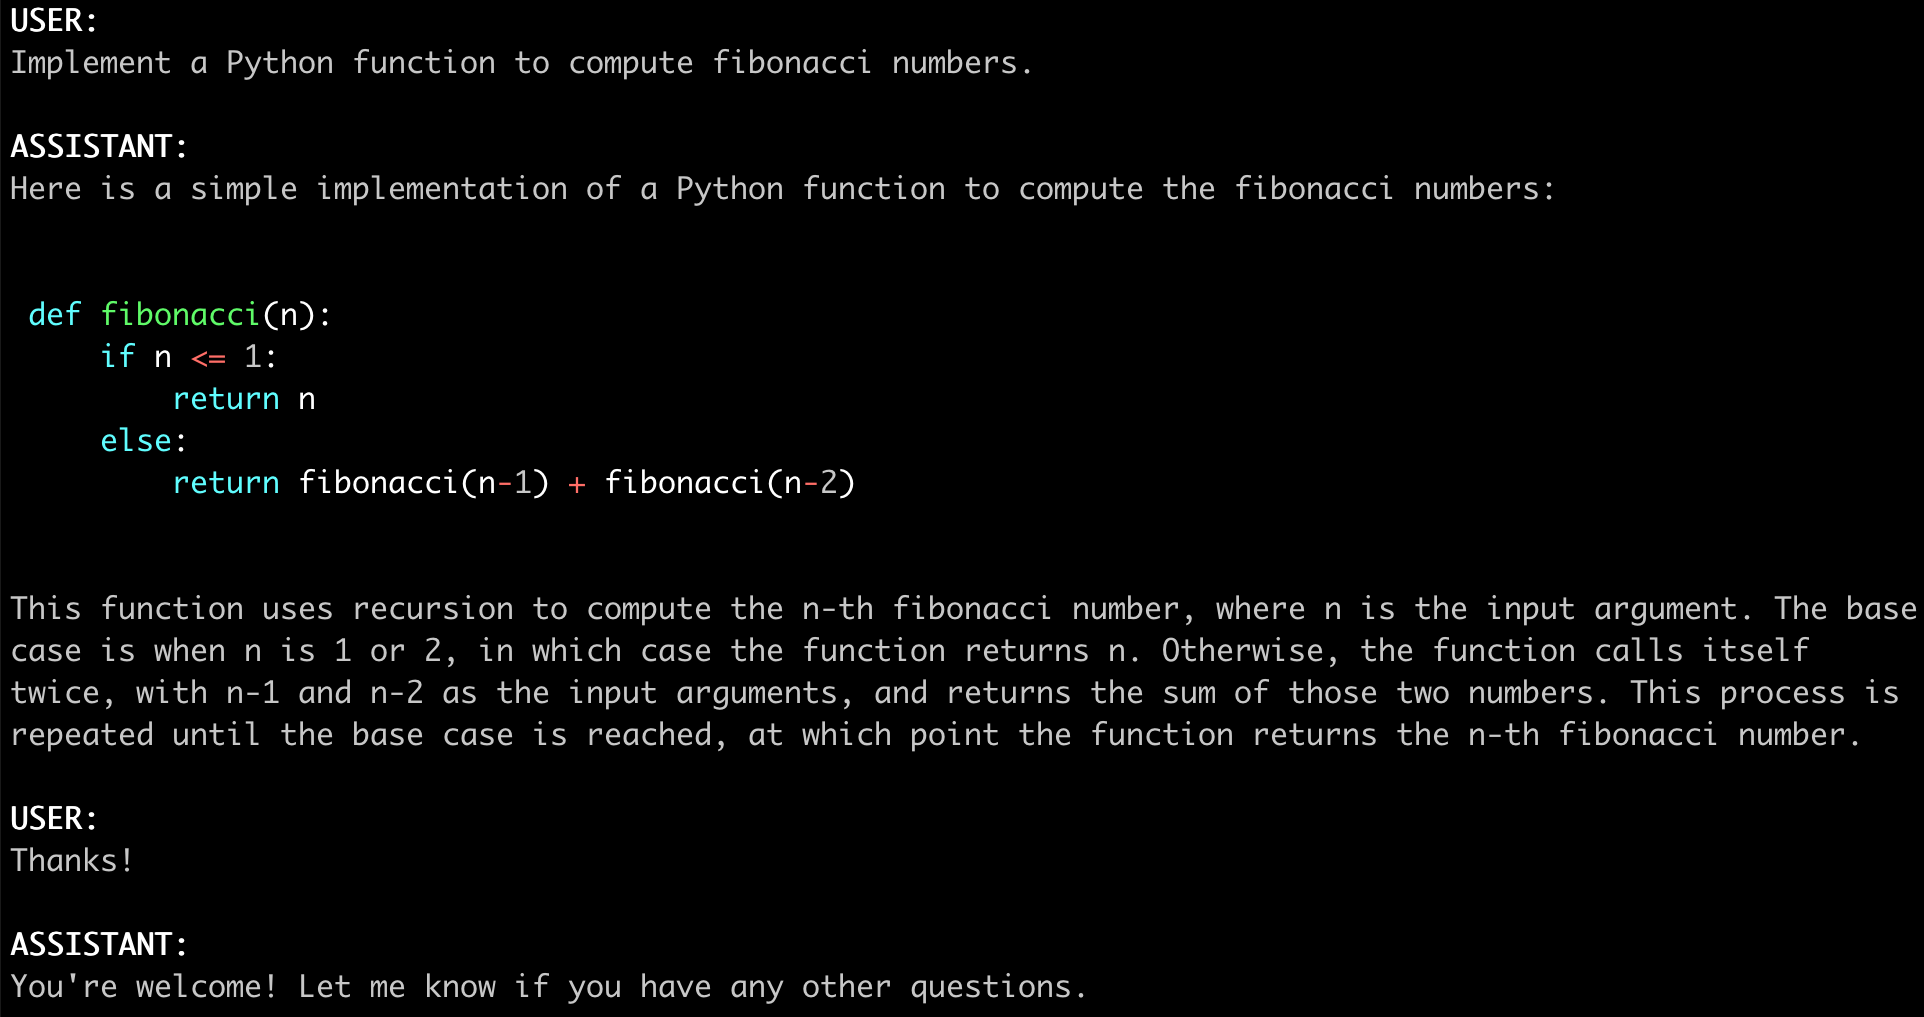 USER:
Implement a Python function to compute fibonacci numbers.
ASSISTANT:
Here is a simple implementation of a Python function to compute the fibonacci numbers:
def fibonacci(n):
    if n <= 1:
        return n
    else:
        return fibonacci(n-1) + fibonacci(n-2)
This function uses recursion to compute the n-th fibonacci number, where n is the input argument. The base
case is when n is 1 or 2, in which case the function returns n. Otherwise, the function calls itself
twice, with n-1 and n-2 as the input arguments, and returns the sum of those two numbers. This process is
repeated until the base case is reached, at which point the function returns the n-th fibonacci number.
USER:
Thanks!
ASSISTANT:
You're welcome! Let me know if you have any other questions.